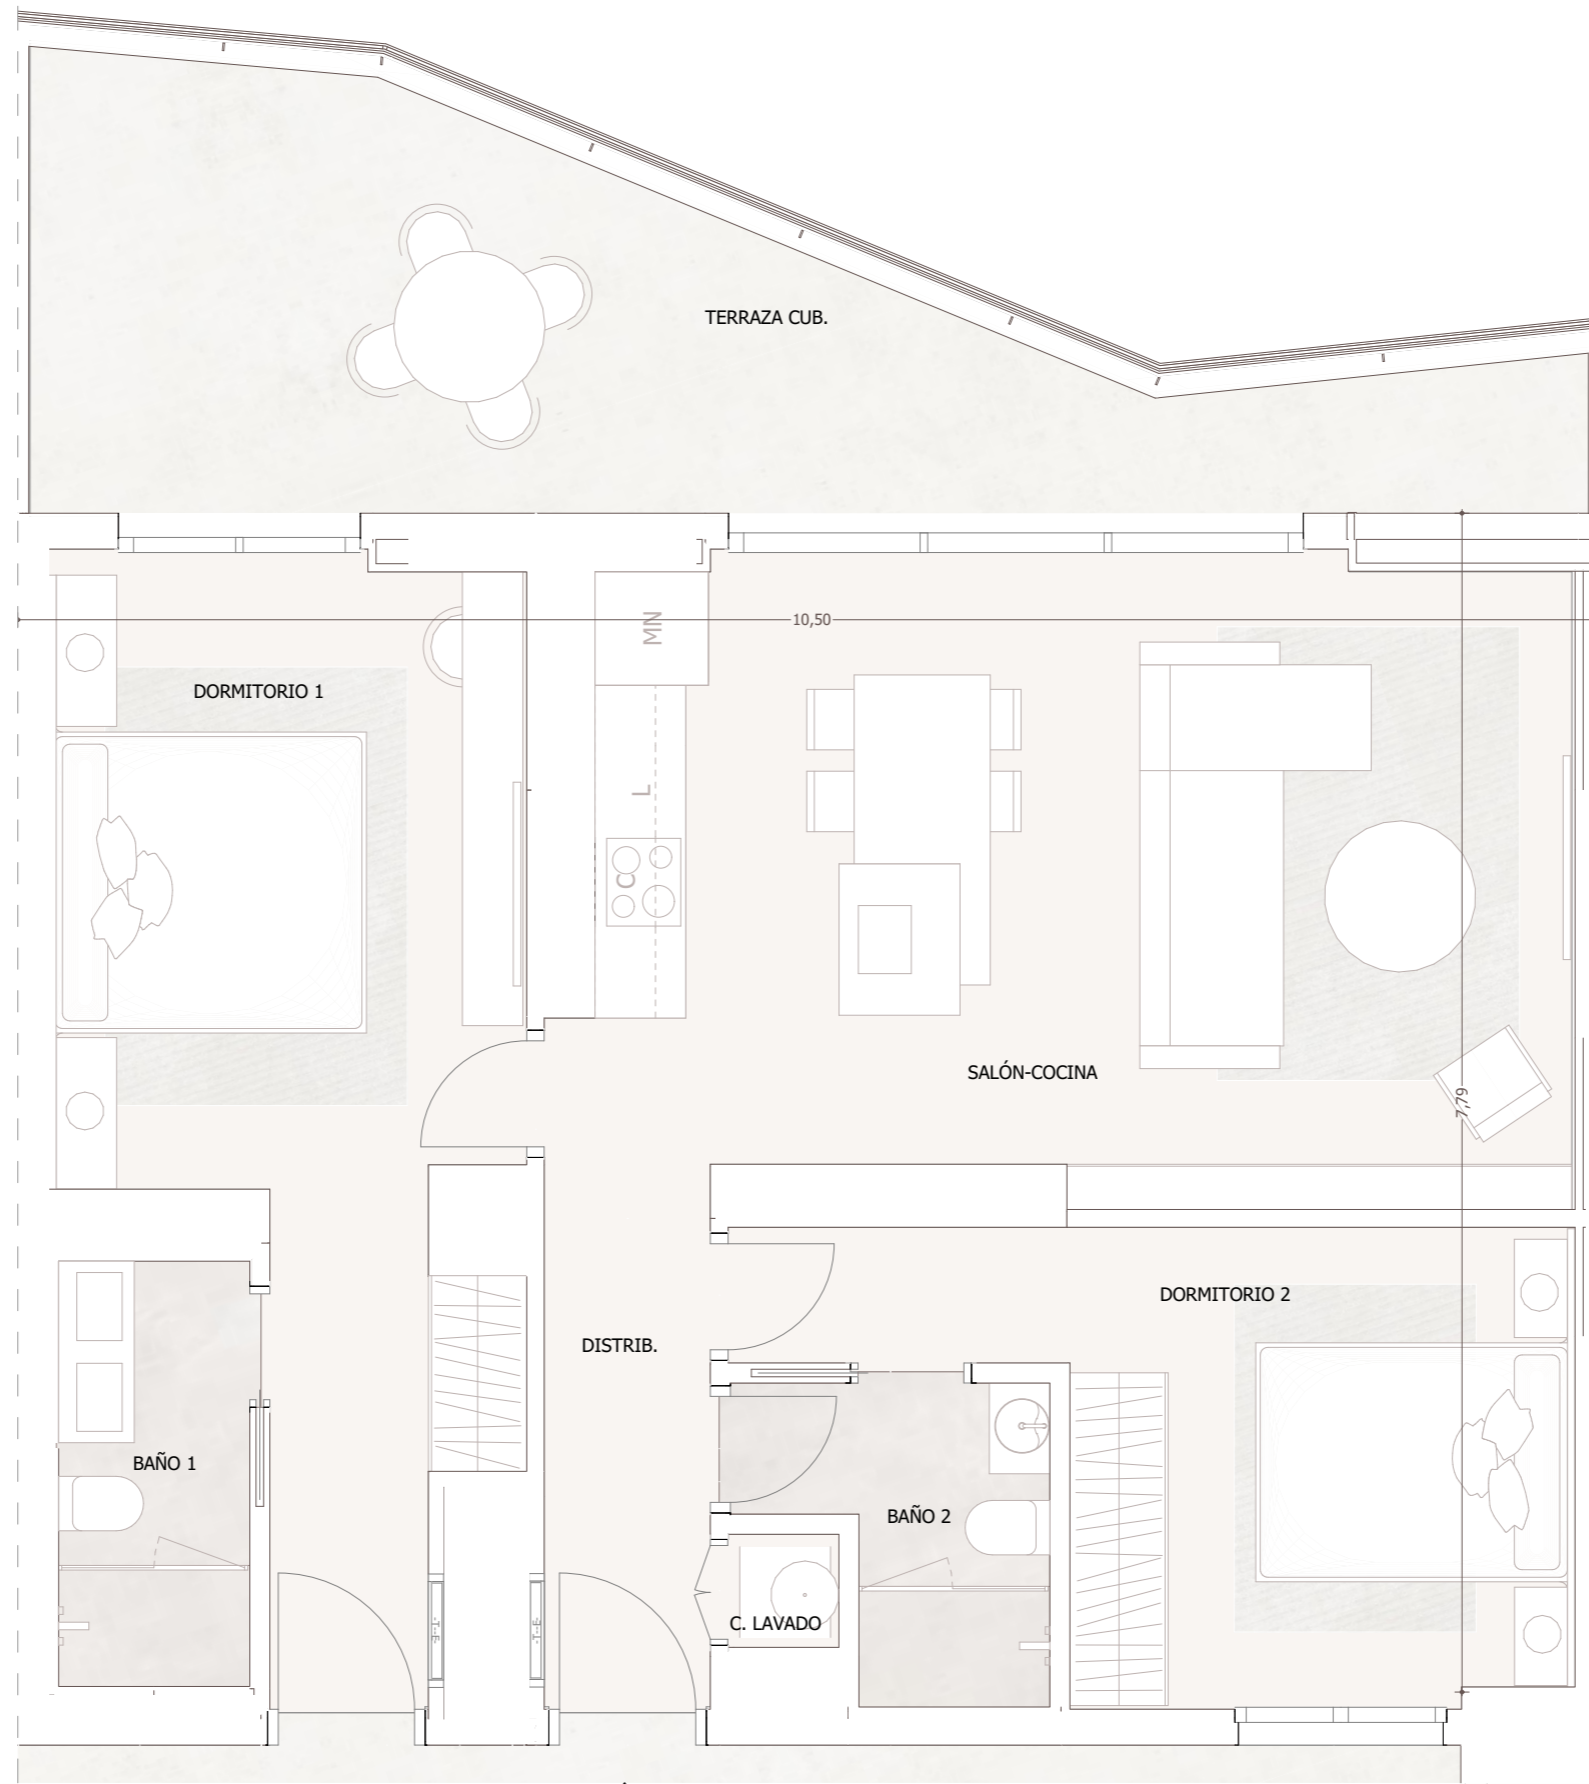 TERRAZA CUB.
10,50
MN
DORMITORIO 1
L
C
SALÓN-COCINA
7,79
DORMITORIO 2
DISTRIB.
BAÑO 1
BAÑO 2
C. LAVADO
-T--F-
-T--F-